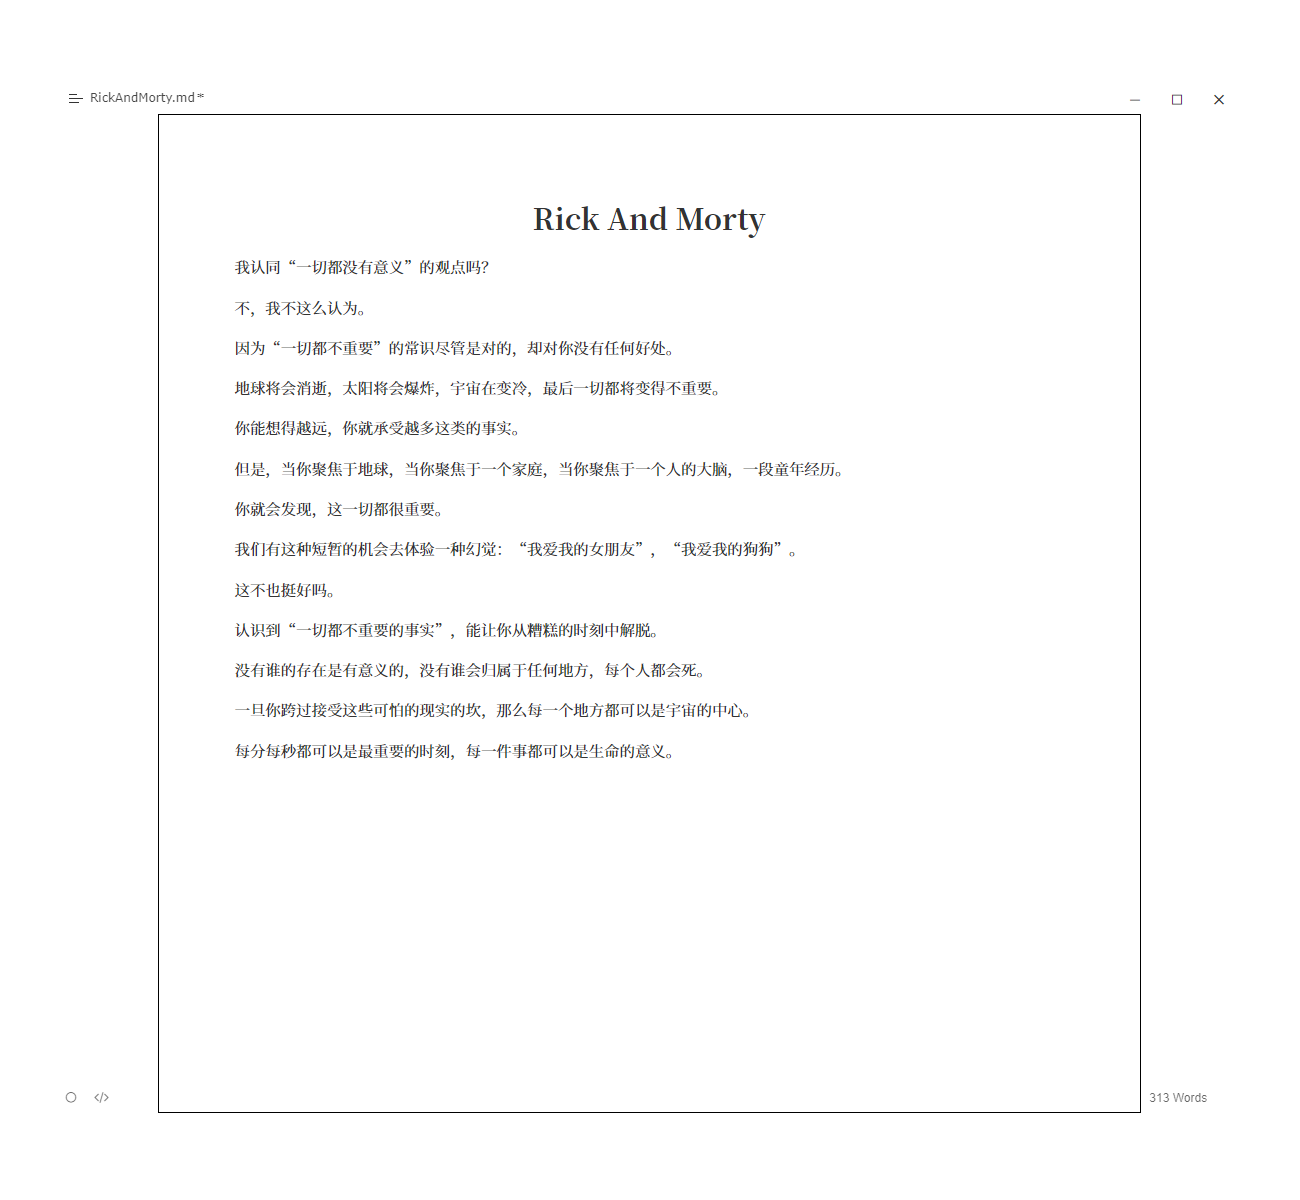 RickAndMorty.md*
Rick And Morty
我认同“一切都没有意义”的观点吗？
不，我不这么认为。
因为“一切都不重要”的常识尽管是对的，却对你没有任何好处。
地球将会消逝，太阳将会爆炸，宇宙在变冷，最后一切都将变得不重要。
你能想得越远，你就承受越多这类的事实。
但是，当你聚焦于地球，当你聚焦于一个家庭，当你聚焦于一个人的大脑，一段童年经历。
你就会发现，这一切都很重要。
我们有这种短暂的机会去体验一种幻觉：“我爱我的女朋友”，“我爱我的狗狗”。
这不也挺好吗。
认识到“一切都不重要的事实”，能让你从糟糕的时刻中解脱。
没有谁的存在是有意义的，没有谁会归属于任何地方，每个人都会死。
一旦你跨过接受这些可怕的现实的坎，那么每一个地方都可以是宇宙的中心。
每分每秒都可以是最重要的时刻，每一件事都可以是生命的意义。
313 Words